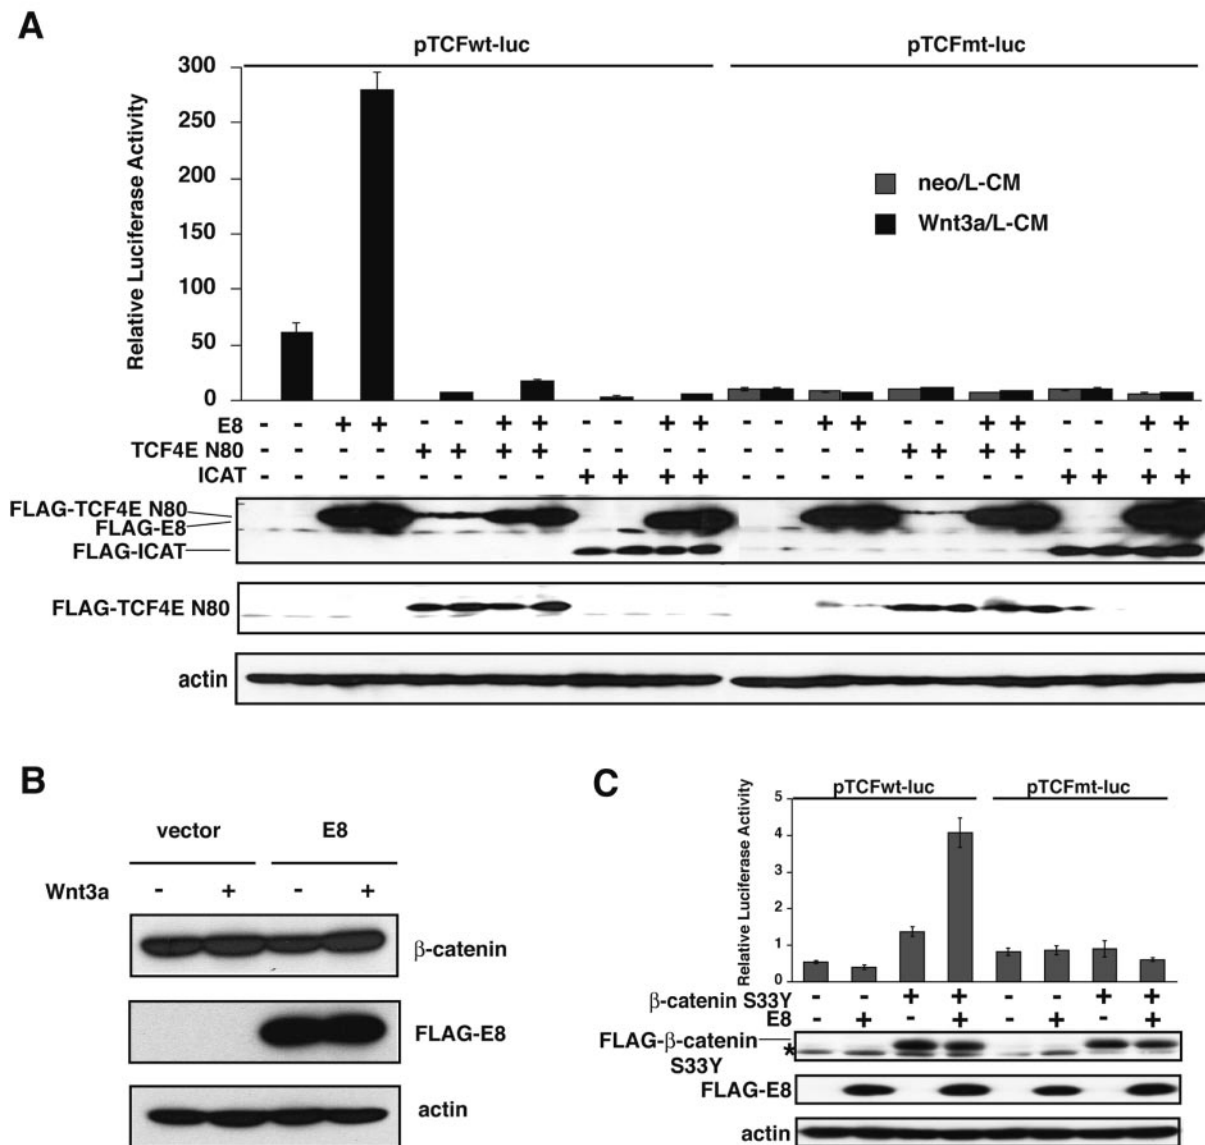 A
pTCFwt-luc pTCFmt-luc
Relative Luciferase Activity
300
250
200
150
100
50
0
neo/L-CM
Wnt3a/L-CM
E8 - - + + - - + + - - + + - - + + - - + + - - + +
TCF4E N80 - - - - + + + + - - - - - - - - + + + + - - - -
ICAT - - - - - - - - + + + + - - - - - - - - + + + +
FLAG-TCF4E N80
FLAG-E8
FLAG-ICAT
FLAG-TCF4E N80
actin
B
vector E8
Wnt3a - + - +
β-catenin
FLAG-E8
actin
C
pTCFwt-luc pTCFmt-luc
Relative Luciferase Activity
5
4
3
2
1
0
β-catenin S33Y - - + + - - + +
E8 - + - + - + - +
FLAG-β-catenin
*
S33Y
FLAG-E8
actin